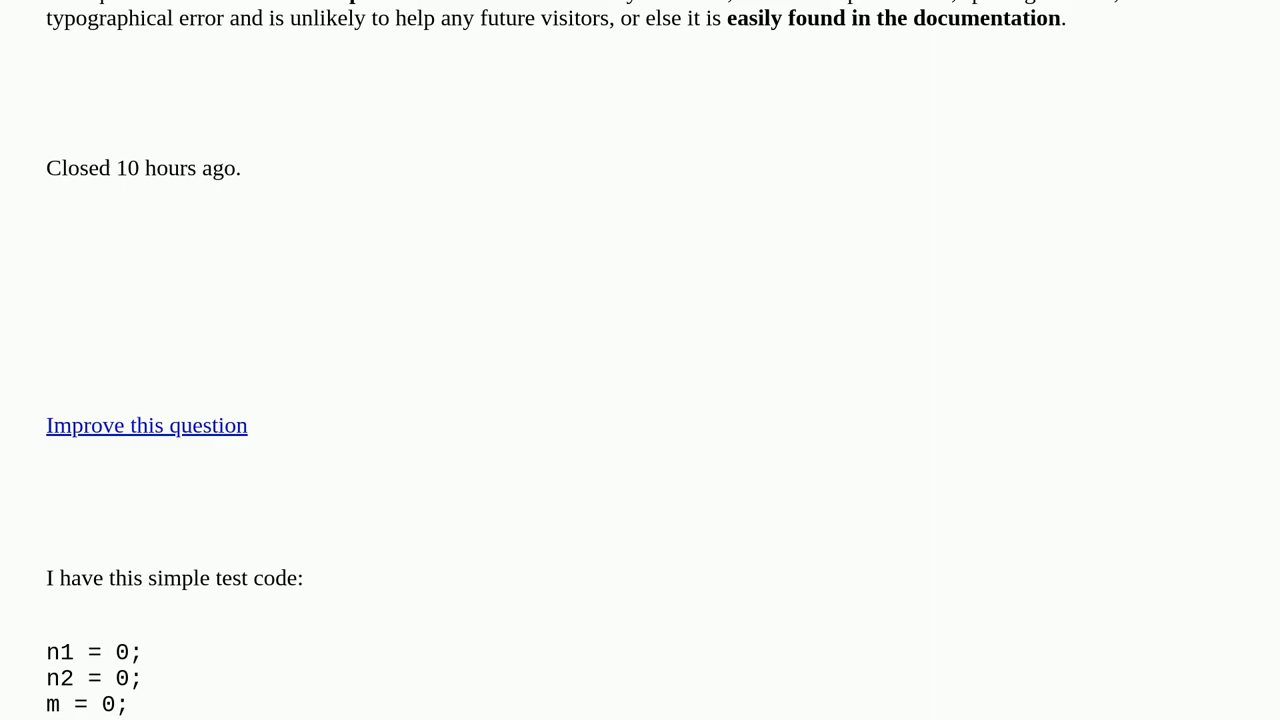 typographical error and is unlikely to help any future visitors, or else it is easily found in the documentation.
Closed 10 hours ago.
Improve this question
I have this simple test code:
n1 = 0;
n2 = 0;
m = 0;